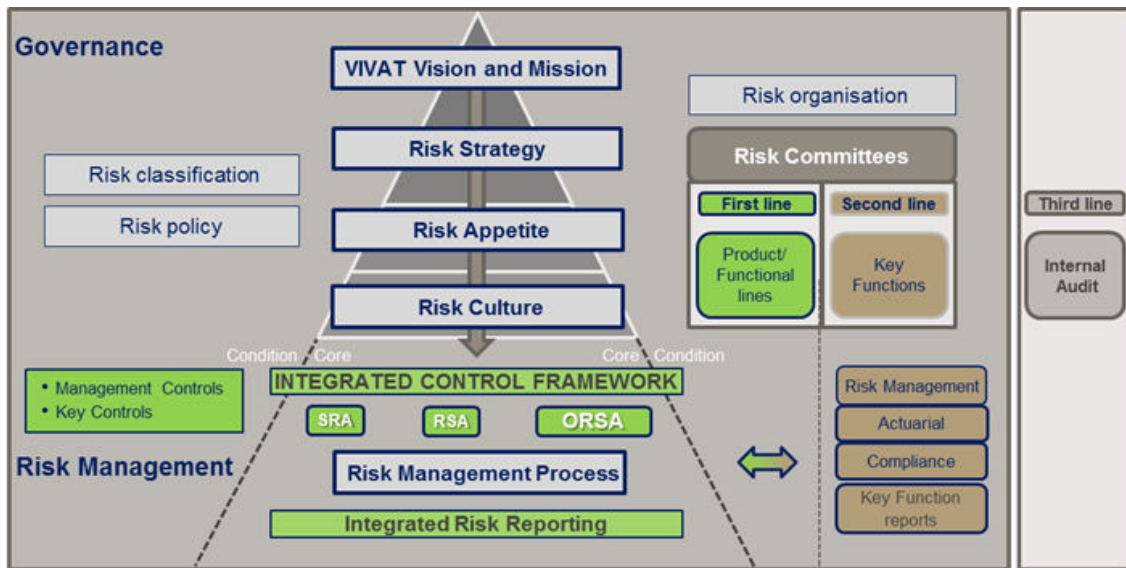 Governance
VIVAT Vision and Mission
Risk organisation
Risk Strategy
Risk Committees
Risk classification
First line
Second line
Third line
Risk policy
Risk Appetite
Product/
Functional
lines
Key
Functions
Internal
Audit
Risk Culture
Condition Core
Core Condition
• Management Controls
• Key Controls
INTEGRATED CONTROL FRAMEWORK
SRA
RSA
ORSA
Risk Management
Actuarial
Compliance
Key Function
reports
Risk Management
Risk Management Process
Integrated Risk Reporting